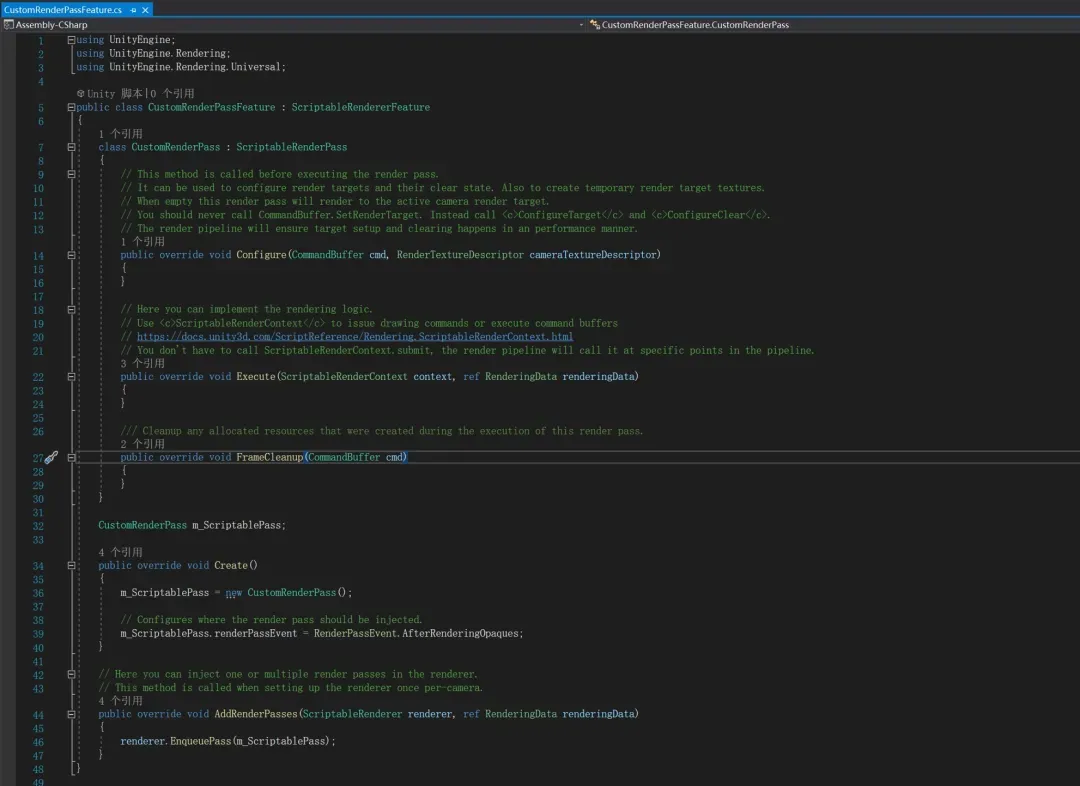 CustomRenderPassFeature.cs
Assembly-CSharp CustomRenderPassFeature.CustomRenderPass
1 using UnityEngine;
2 using UnityEngine.Rendering;
3 using UnityEngine.Rendering.Universal;
4
Unity 脚本|0 个引用
5 public class CustomRenderPassFeature : ScriptableRendererFeature
6 {
1 个引用
7 class CustomRenderPass : ScriptableRenderPass
8 {
9 // This method is called before executing the render pass.
10 // It can be used to configure render targets and their clear state. Also to create temporary render target textures.
11 // When empty this render pass will render to the active camera render target.
12 // You should never call CommandBuffer.SetRenderTarget. Instead call <c>ConfigureTarget</c> and <c>ConfigureClear</c>.
13 // The render pipeline will ensure target setup and clearing happens in an performance manner.
1 个引用
14 public override void Configure(CommandBuffer cmd, RenderTextureDescriptor cameraTextureDescriptor)
15 {
16 }
17
18 // Here you can implement the rendering logic.
19 // Use <c>ScriptableRenderContext</c> to issue drawing commands or execute command buffers
20 // https://docs.unity3d.com/ScriptReference/Rendering.ScriptableRenderContext.html
21 // You don't have to call ScriptableRenderContext.submit, the render pipeline will call it at specific points in the pipeline.
3 个引用
22 public override void Execute(ScriptableRenderContext context, ref RenderingData renderingData)
23 {
24 }
25
26 /// Cleanup any allocated resources that were created during the execution of this render pass.
2 个引用
27 public override void FrameCleanup(CommandBuffer cmd)
28 {
29 }
30 }
31
32 CustomRenderPass m_ScriptablePass;
33
4 个引用
34 public override void Create()
35 {
36 m_ScriptablePass = new CustomRenderPass();
37
38 // Configures where the render pass should be injected.
39 m_ScriptablePass.renderPassEvent = RenderPassEvent.AfterRenderingOpaques;
40 }
41
42 // Here you can inject one or multiple render passes in the renderer.
43 // This method is called when setting up the renderer once per-camera.
4 个引用
44 public override void AddRenderPasses(ScriptableRenderer renderer, ref RenderingData renderingData)
45 {
46 renderer.EnqueuePass(m_ScriptablePass);
47 }
48 }
49